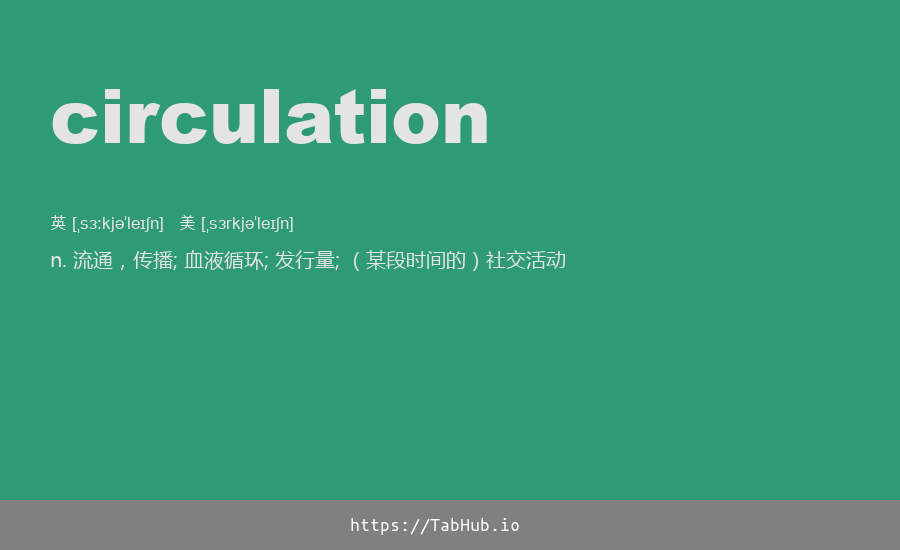 circulation
英 [ˌsɜːkjəˈleɪʃn] 美 [ˌsɜrkjəˈleɪʃn]
n. 流通，传播; 血液循环; 发行量; （某段时间的）社交活动
https://TabHub.io